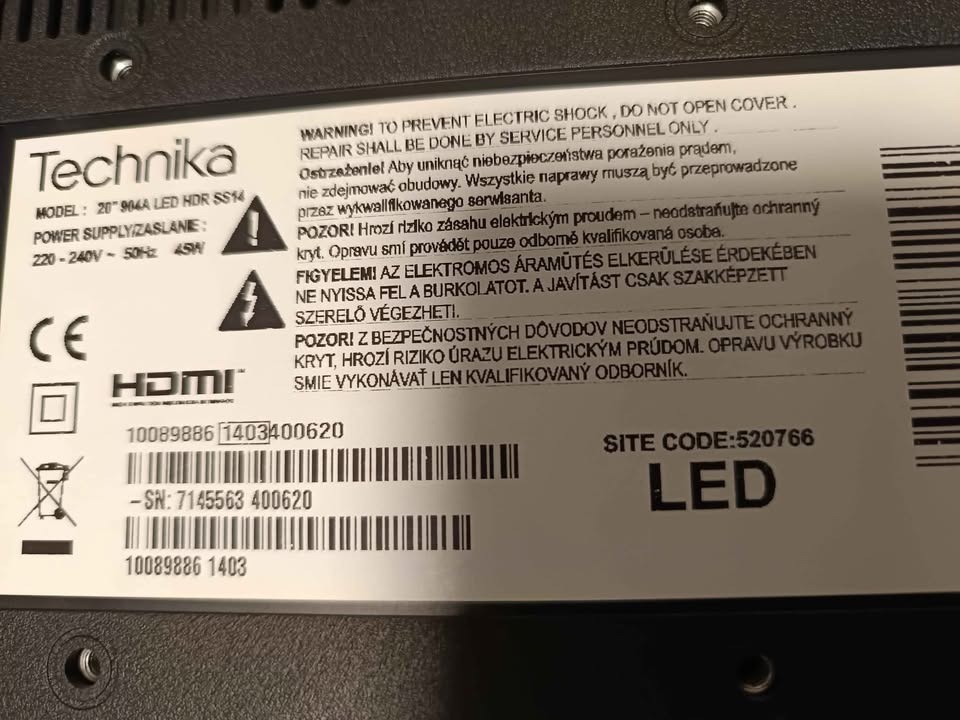 Technika
MODEL : 20" 904A LED HDR SS14
POWER SUPPLY/ZASLANIE :
220 - 240V ~ 50Hz 45W
WARNING! TO PREVENT ELECTRIC SHOCK , DO NOT OPEN COVER .
REPAIR SHALL BE DONE BY SERVICE PERSONNEL ONLY .
Ostrzeżenie! Aby uniknąć niebezpieczeństwa porażenia prądem,
nie zdejmować obudowy. Wszystkie naprawy muszą być przeprowadzone
przez wykwalifikowanego serwisanta.
POZOR! Hrozí riziko zásahu elektrickým proudem – neodstraňujte ochranný
kryt. Opravu smí provádět pouze odborně kvalifikovaná osoba.
FIGYELEM! AZ ELEKTROMOS ÁRAMÜTÉS ELKERÜLÉSE ÉRDEKÉBEN
NE NYISSA FEL A BURKOLATOT. A JAVÍTÁST CSAK SZAKKÉPZETT
SZERELŐ VÉGEZHETI.
POZOR! Z BEZPEČNOSTNÝCH DÔVODOV NEODSTRAŇUJTE OCHRANNÝ
KRYT, HROZÍ RIZIKO ÚRAZU ELEKTRICKÝM PRÚDOM. OPRAVU VÝROBKU
SMIE VYKONÁVAŤ LEN KVALIFIKOVANÝ ODBORNÍK.
CE
HDMI
10089886 1403400620
–SN: 7145563 400620
10089886 1403
SITE CODE:520766
LED